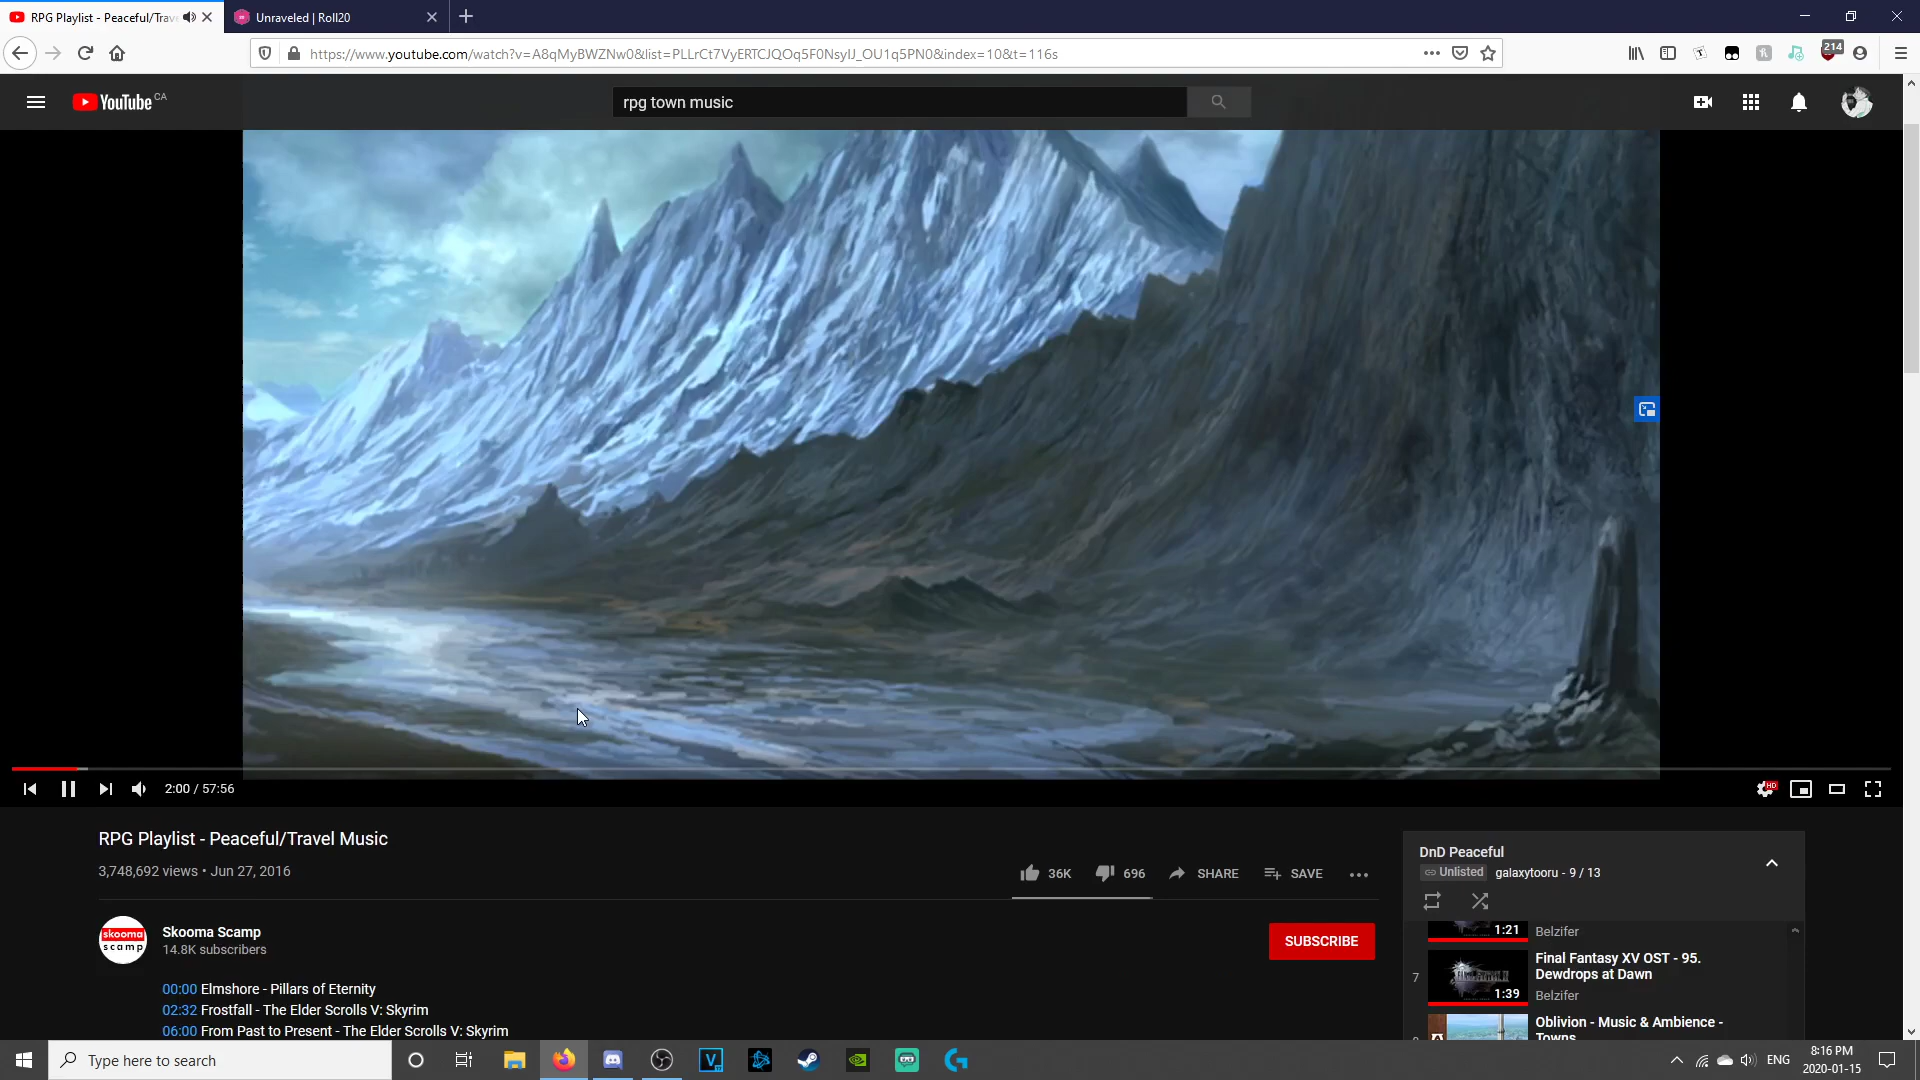 RPG Playlist - Peaceful/Trave
Unraveled | Roll20
https://www.youtube.com/watch?v=A8qMyBWZNw0&list=PLLrCt7VyERTCJQOq5F0NsyIJ_OU1q5PN0&index=10&t=116s
214
YouTube CA
rpg town music
2:00 / 57:56
HD
RPG Playlist - Peaceful/Travel Music
3,748,692 views • Jun 27, 2016
36K
696
SHARE
SAVE
DnD Peaceful
Unlisted
galaxytooru - 9 / 13
skooma
scamp
Skooma Scamp
14.8K subscribers
SUBSCRIBE
00:00 Elmshore - Pillars of Eternity
02:32 Frostfall - The Elder Scrolls V: Skyrim
06:00 From Past to Present - The Elder Scrolls V: Skyrim
1:21
Belzifer
7
1:39
Final Fantasy XV OST - 95.
Dewdrops at Dawn
Belzifer
Oblivion - Music & Ambience -
Towns
Type here to search
ENG
8:16 PM
2020-01-15